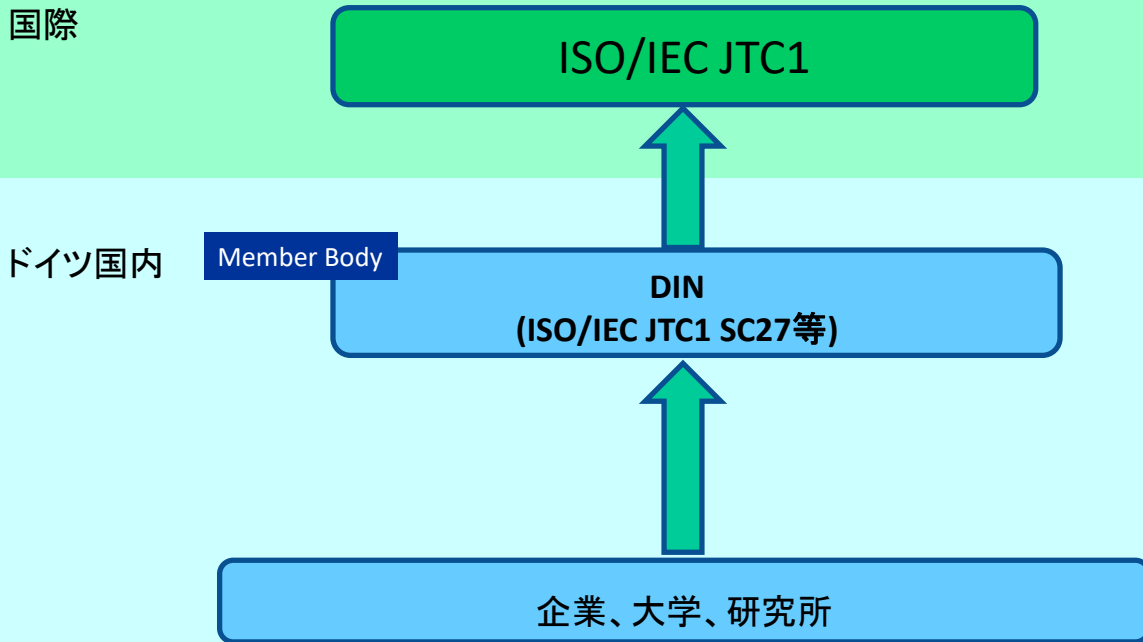 国際
ISO/IEC JTC1
ドイツ国内
Member Body
DIN
(ISO/IEC JTC1 SC27等)
企業、大学、研究所